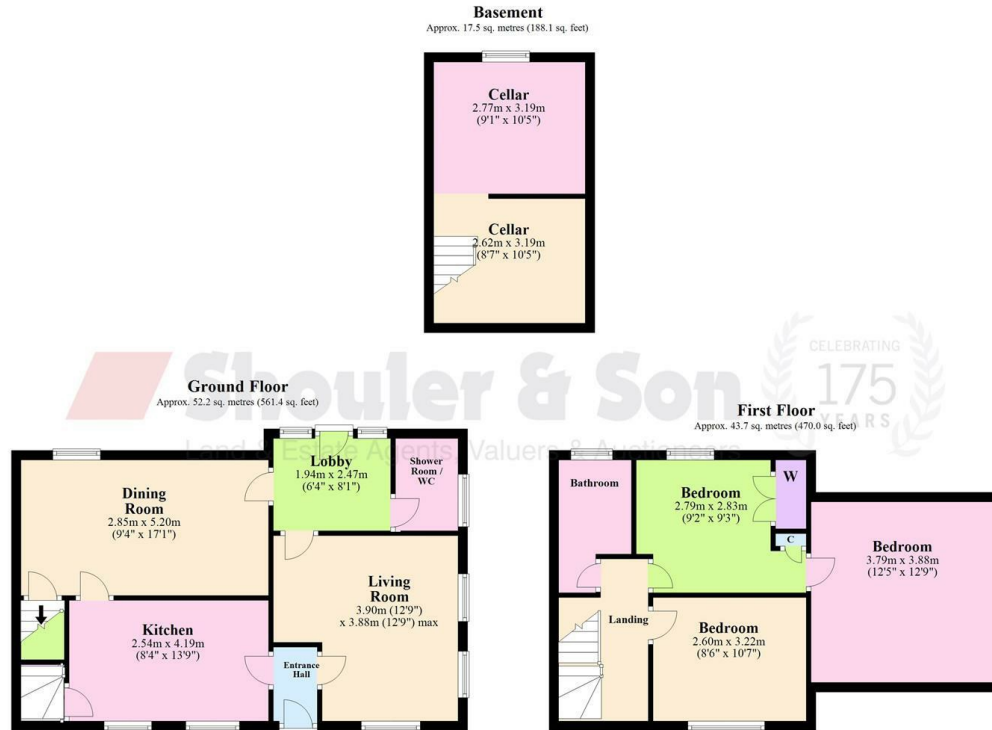 Basement
Approx. 17.5 sq. metres (188.1 sq. feet)
Cellar
2.77m x 3.19m
(9'1" x 10'5")
Cellar
2.62m x 3.19m
(8'7" x 10'5")
Shouler & Son
Land & Estate Agents, Valuers & Auctioneers
CELEBRATING
175
YEARS
Ground Floor
Approx. 52.2 sq. metres (561.4 sq. feet)
Lobby
1.94m x 2.47m
(6'4" x 8'1")
Shower
Room /
WC
Dining
Room
2.85m x 5.20m
(9'4" x 17'1")
Living
Room
3.90m (12'9")
x 3.88m (12'9") max
Kitchen
2.54m x 4.19m
(8'4" x 13'9")
Entrance
Hall
First Floor
Approx. 43.7 sq. metres (470.0 sq. feet)
Bathroom
Bedroom
2.79m x 2.83m
(9'2" x 9'3")
W
C
Bedroom
3.79m x 3.88m
(12'5" x 12'9")
Landing
Bedroom
2.60m x 3.22m
(8'6" x 10'7")